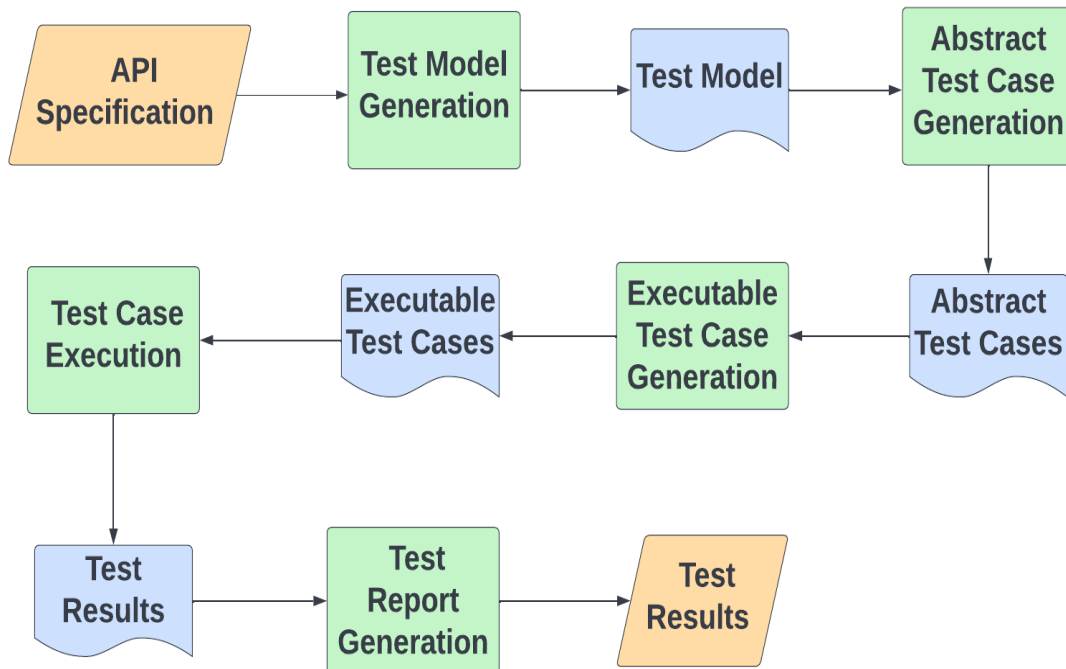 API
Specification
Test Model
Generation
Test Model
Abstract
Test Case
Generation
Test Case
Execution
Executable
Test Cases
Executable
Test Case
Generation
Abstract
Test Cases
Test
Results
Test
Report
Generation
Test
Results